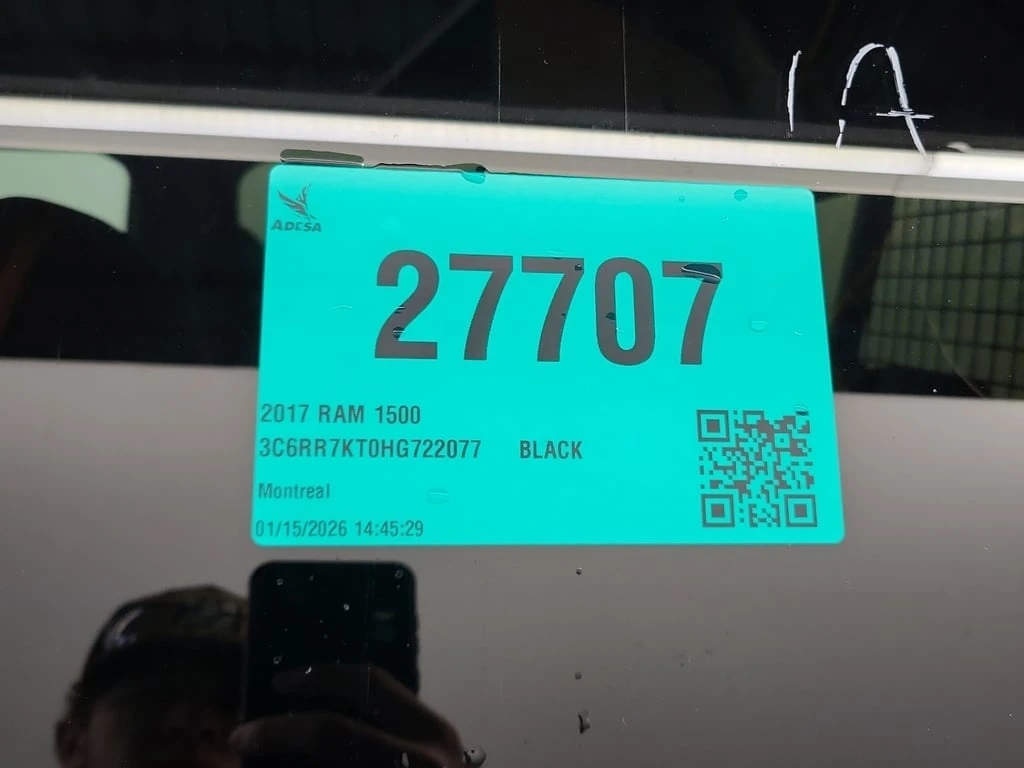 1A
ADESA
27707
2017 RAM 1500
3C6RR7KT0HG722077 BLACK
Montreal
01/15/2026 14:45:29